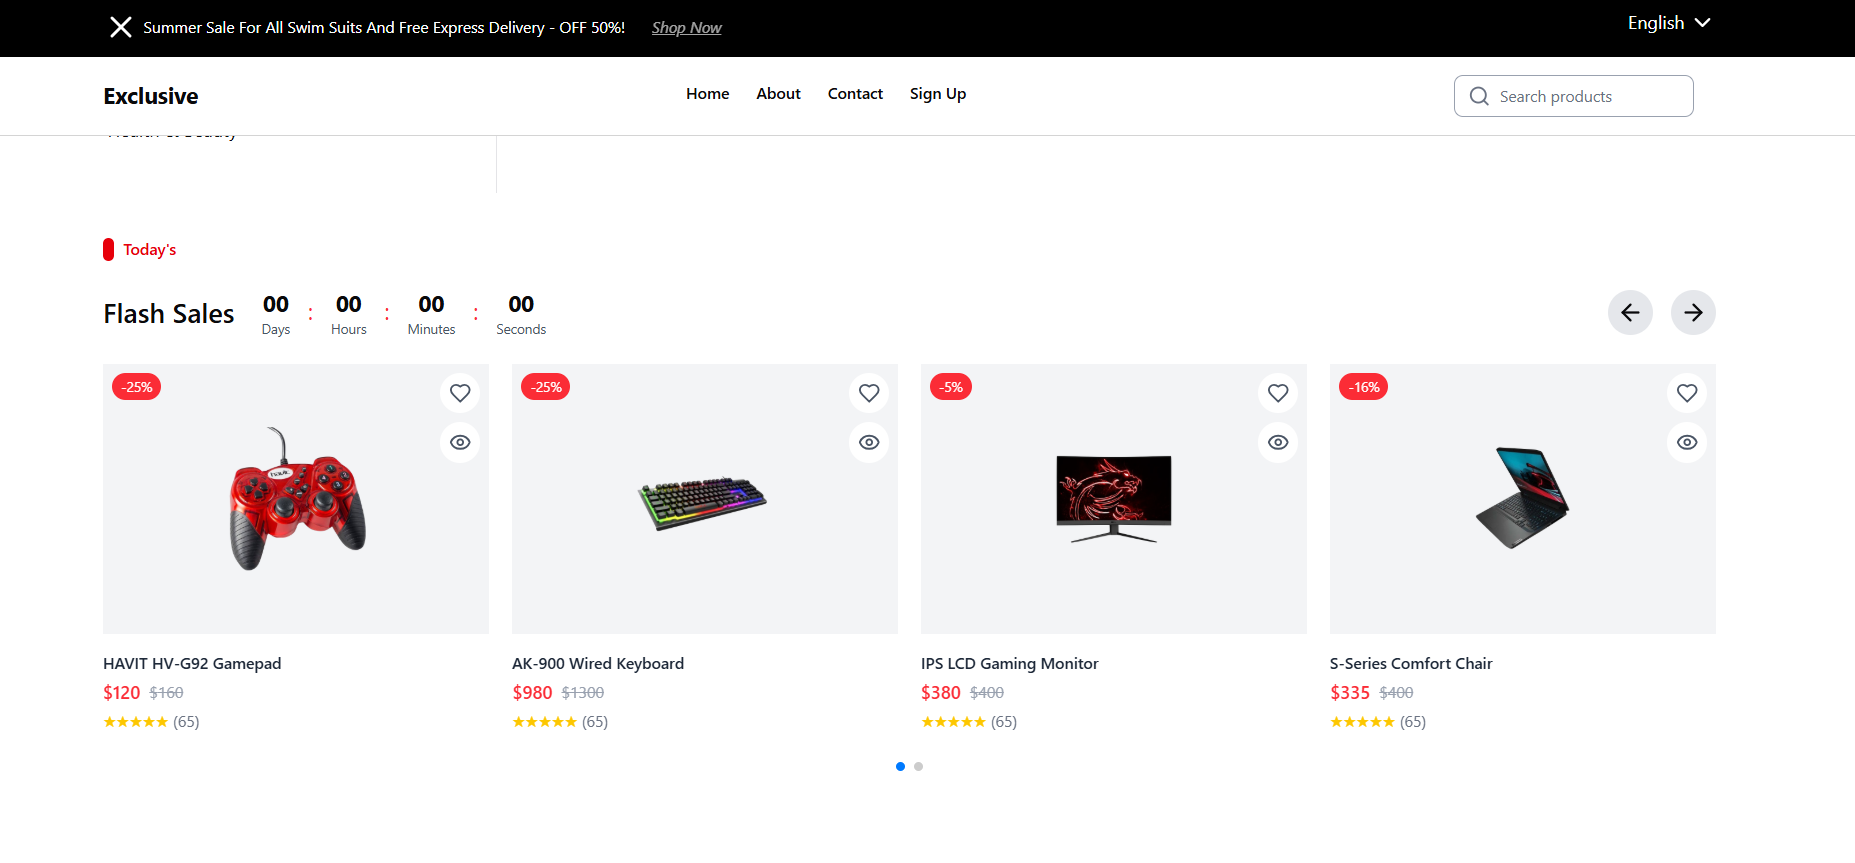 Summer Sale For All Swim Suits And Free Express Delivery - OFF 50%! Shop Now
English
Exclusive
Home About Contact Sign Up
Search products
Health & Beauty
Today's
Flash Sales
00 : 00 : 00 : 00
Days Hours Minutes Seconds
-25%
-25%
-5%
-16%
havit
HAVIT HV-G92 Gamepad
$120 $160
★★★★★ (65)
AK-900 Wired Keyboard
$980 $1300
★★★★★ (65)
IPS LCD Gaming Monitor
$380 $400
★★★★★ (65)
S-Series Comfort Chair
$335 $400
★★★★★ (65)